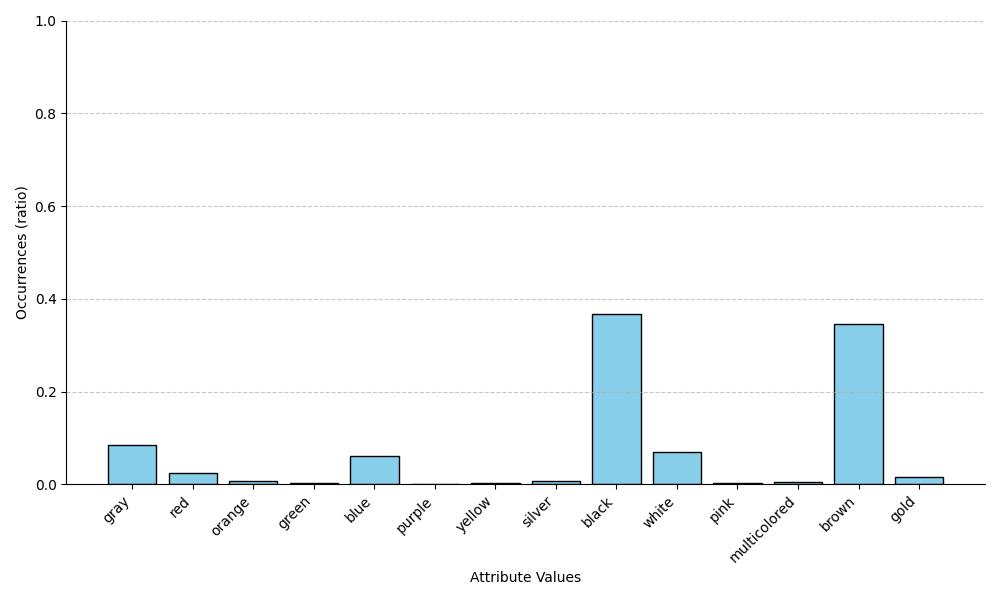 1.0
0.8
0.6
0.4
0.2
0.0
Occurrences (ratio)
gray
red
orange
green
blue
purple
yellow
silver
black
white
pink
multicolored
brown
gold
Attribute Values